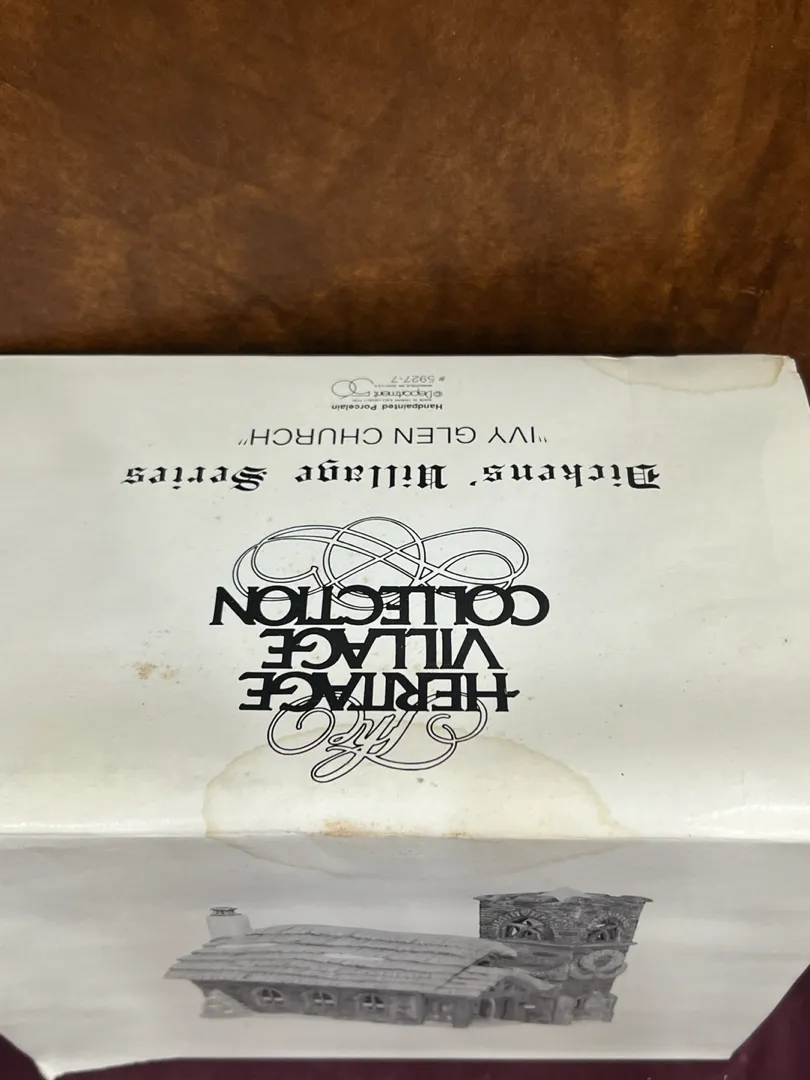 The
HERITAGE
VILLAGE
COLLECTION
Dickens' Village Series
"IVY GLEN CHURCH"
Handpainted Porcelain
©Department 56
# 5927-7